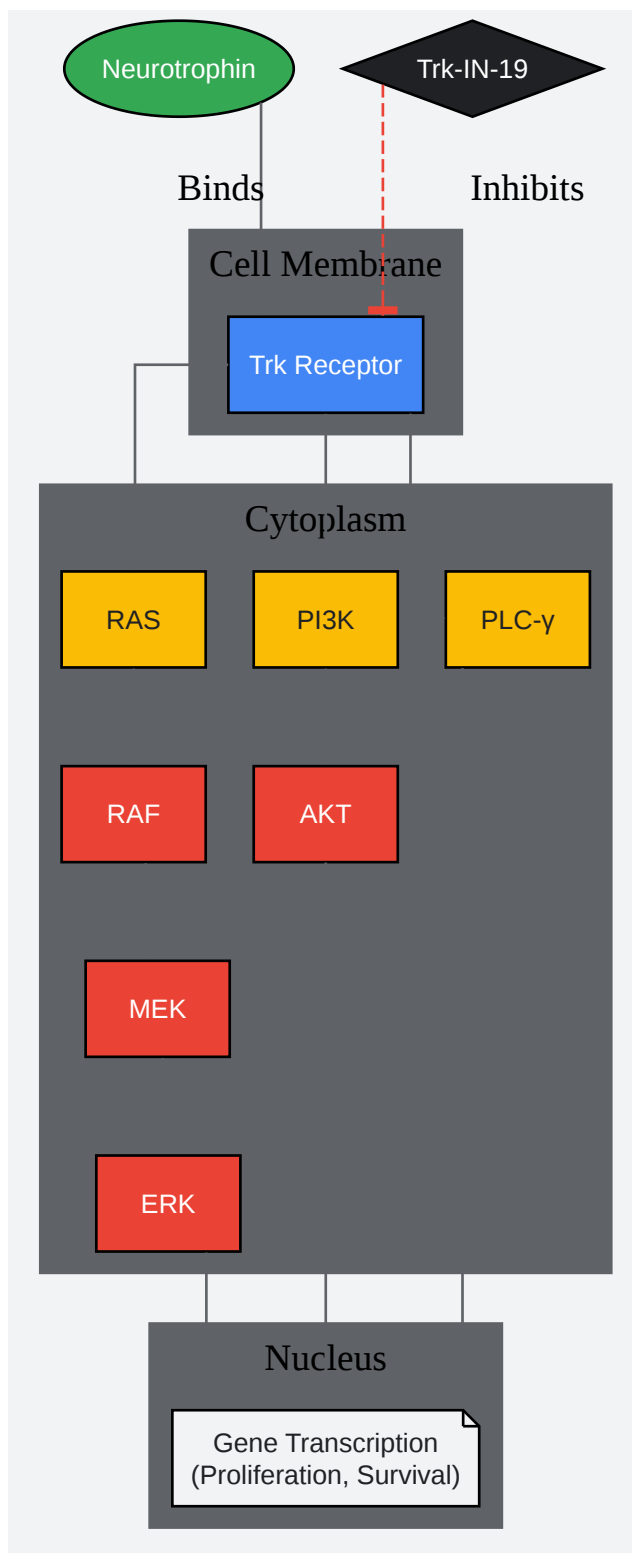 Neurotrophin
Trk-IN-19
Binds
Inhibits
Cell Membrane
Trk Receptor
Cytoplasm
RAS
PI3K
PLC-γ
RAF
AKT
MEK
ERK
Nucleus
Gene Transcription
(Proliferation, Survival)